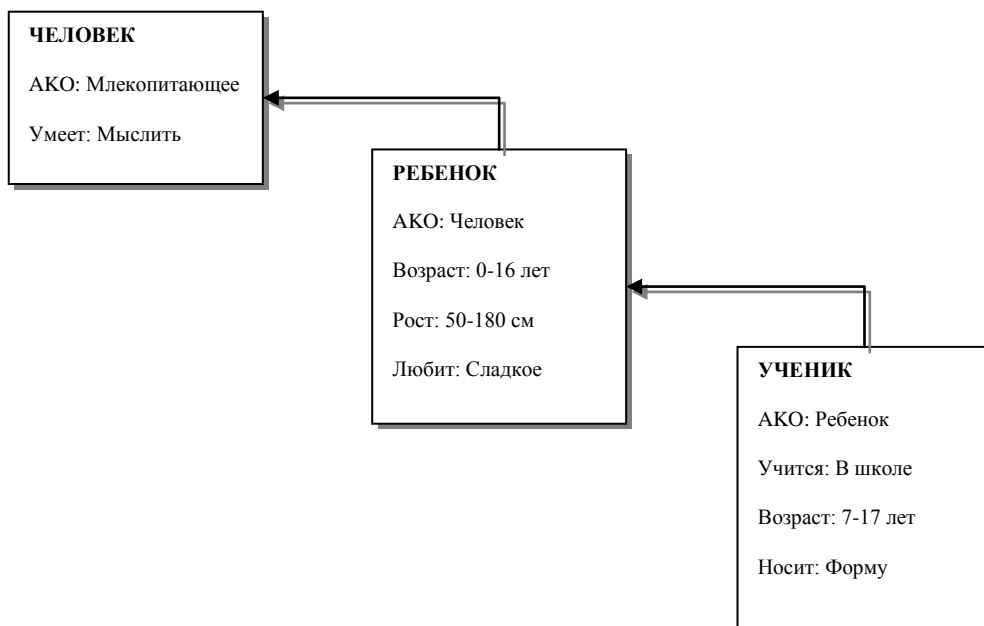 ЧЕЛОВЕК
АКО: Млекопитающее
Умеет: Мыслить
РЕБЕНОК
АКО: Человек
Возраст: 0-16 лет
Рост: 50-180 см
Любит: Сладкое
УЧЕНИК
АКО: Ребенок
Учится: В школе
Возраст: 7-17 лет
Носит: Форму